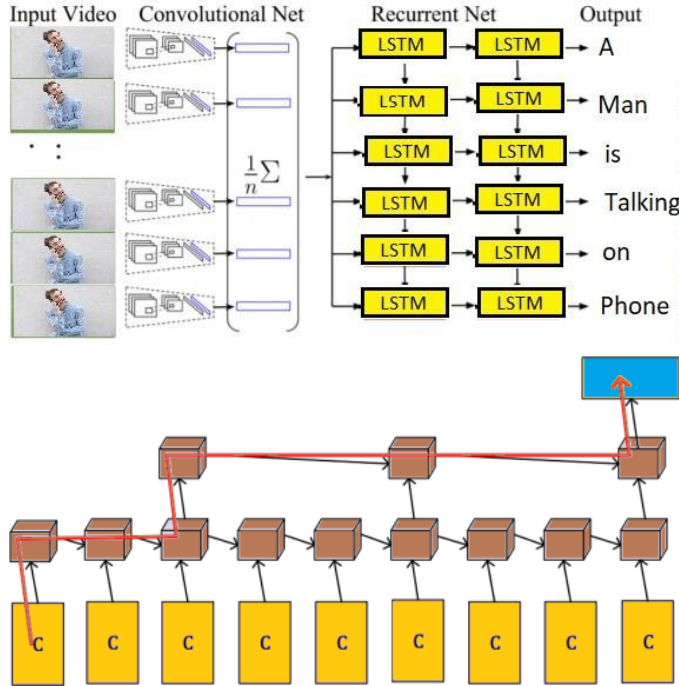 Input Video Convolutional Net Recurrent Net Output
LSTM LSTM A
LSTM LSTM Man
LSTM LSTM is
1/n Σ
LSTM LSTM Talking
LSTM LSTM on
LSTM LSTM Phone
C C C C C C C C C